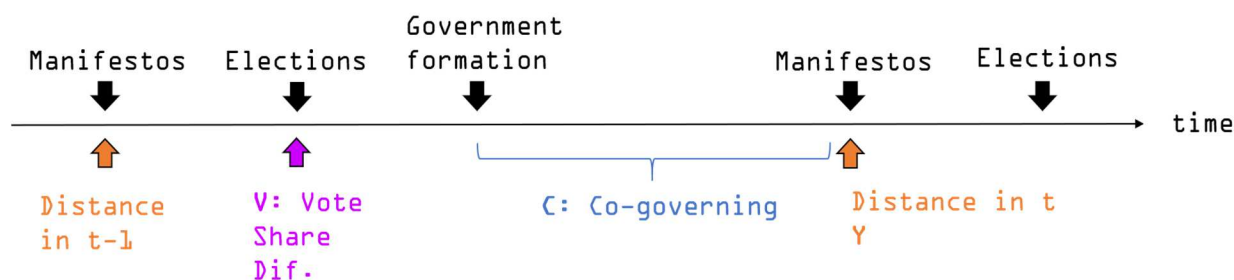 Government
Manifestos Elections formation Manifestos Elections
time
Distance V: Vote C: Co-governing Distance in t
in t-1 Share Y
Dif.